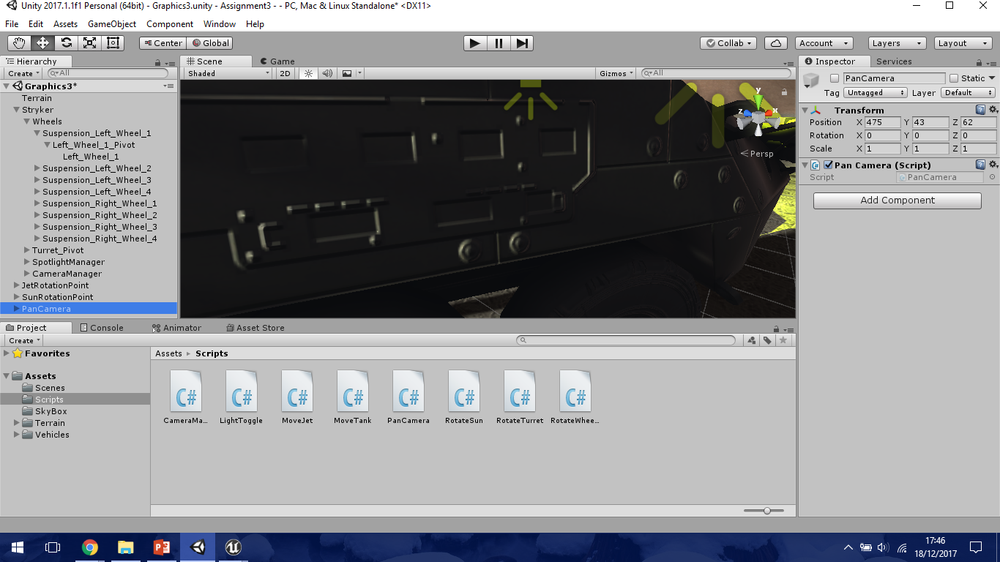 Unity 2017.1.1f1 Personal (64bit) - Graphics3.unity - Assignment3 - - PC, Mac & Linux Standalone* <DX11>
File Edit Assets GameObject Component Window Help
Center Global Collab Account Layers Layout
Hierarchy
Create All
Graphics3*
Terrain
Stryker
Wheels
Suspension_Left_Wheel_1
Left_Wheel_1_Pivot
Left_Wheel_1
Suspension_Left_Wheel_2
Suspension_Left_Wheel_3
Suspension_Left_Wheel_4
Suspension_Right_Wheel_1
Suspension_Right_Wheel_2
Suspension_Right_Wheel_3
Suspension_Right_Wheel_4
Turret_Pivot
SpotlightManager
CameraManager
JetRotationPoint
SunRotationPoint
PanCamera
Scene Game
Shaded 2D Gizmos All
y
z x
Persp
Inspector Services
PanCamera Static
Tag Untagged Layer Default
Transform
Position X 475 Y 43 Z 62
Rotation X 0 Y 0 Z 0
Scale X 1 Y 1 Z 1
Pan Camera (Script)
Script PanCamera
Add Component
Project Console Animator Asset Store
Create
Favorites
Assets
Scenes
Scripts
SkyBox
Terrain
Vehicles
Assets Scripts
C# C# C# C# C# C# C# C#
CameraMa... LightToggle MoveJet MoveTank PanCamera RotateSun RotateTurret RotateWhee...
17:46
18/12/2017